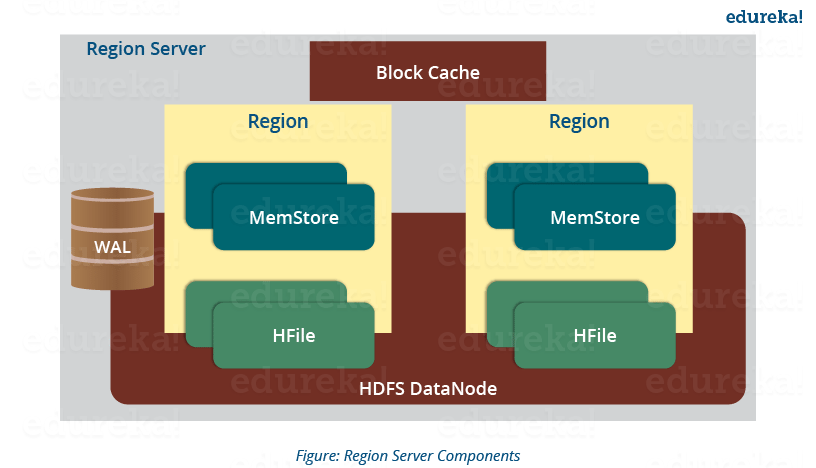 edureka!
Region Server
Block Cache
Region
Region
MemStore
MemStore
WAL
HFile
HFile
HDFS DataNode
Figure: Region Server Components